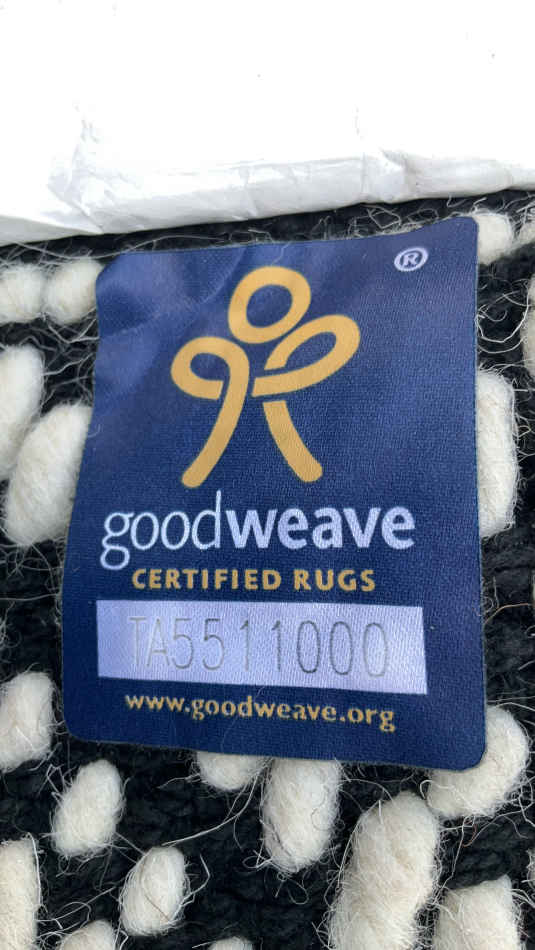 ®
goodweave
CERTIFIED RUGS
TA5511000
www.goodweave.org